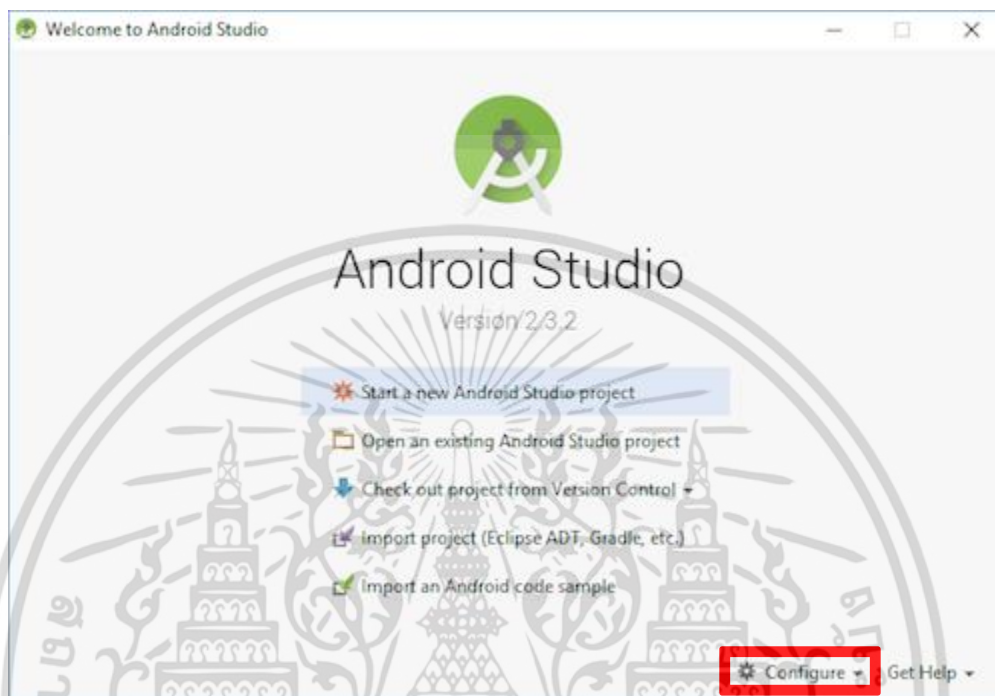 Welcome to Android Studio
Android Studio
Version 2.3.2
Start a new Android Studio project
Open an existing Android Studio project
Check out project from Version Control
Import project (Eclipse ADT, Gradle, etc.)
Import an Android code sample
Configure
Get Help